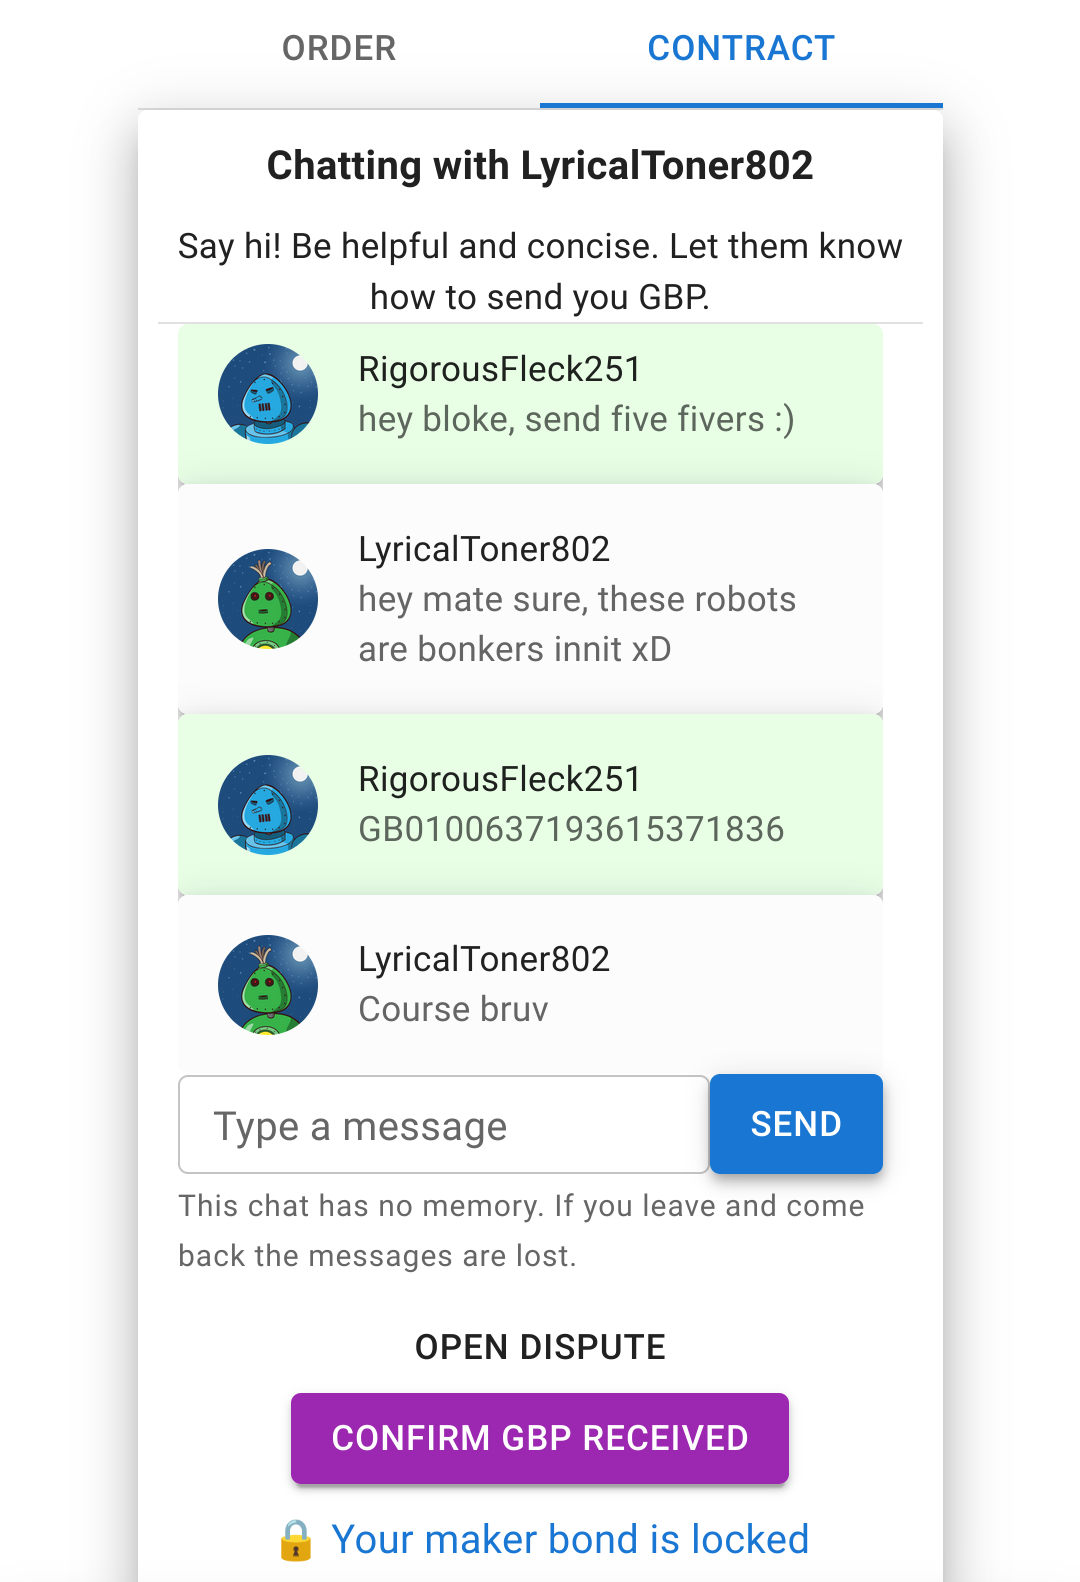 ORDER
CONTRACT
Chatting with LyricalToner802
Say hi! Be helpful and concise. Let them know
how to send you GBP.
RigorousFleck251
hey bloke, send five fivers :)
LyricalToner802
hey mate sure, these robots
are bonkers innit xD
RigorousFleck251
GB0100637193615371836
LyricalToner802
Course bruv
Type a message
SEND
This chat has no memory. If you leave and come
back the messages are lost.
OPEN DISPUTE
CONFIRM GBP RECEIVED
🔒 Your maker bond is locked